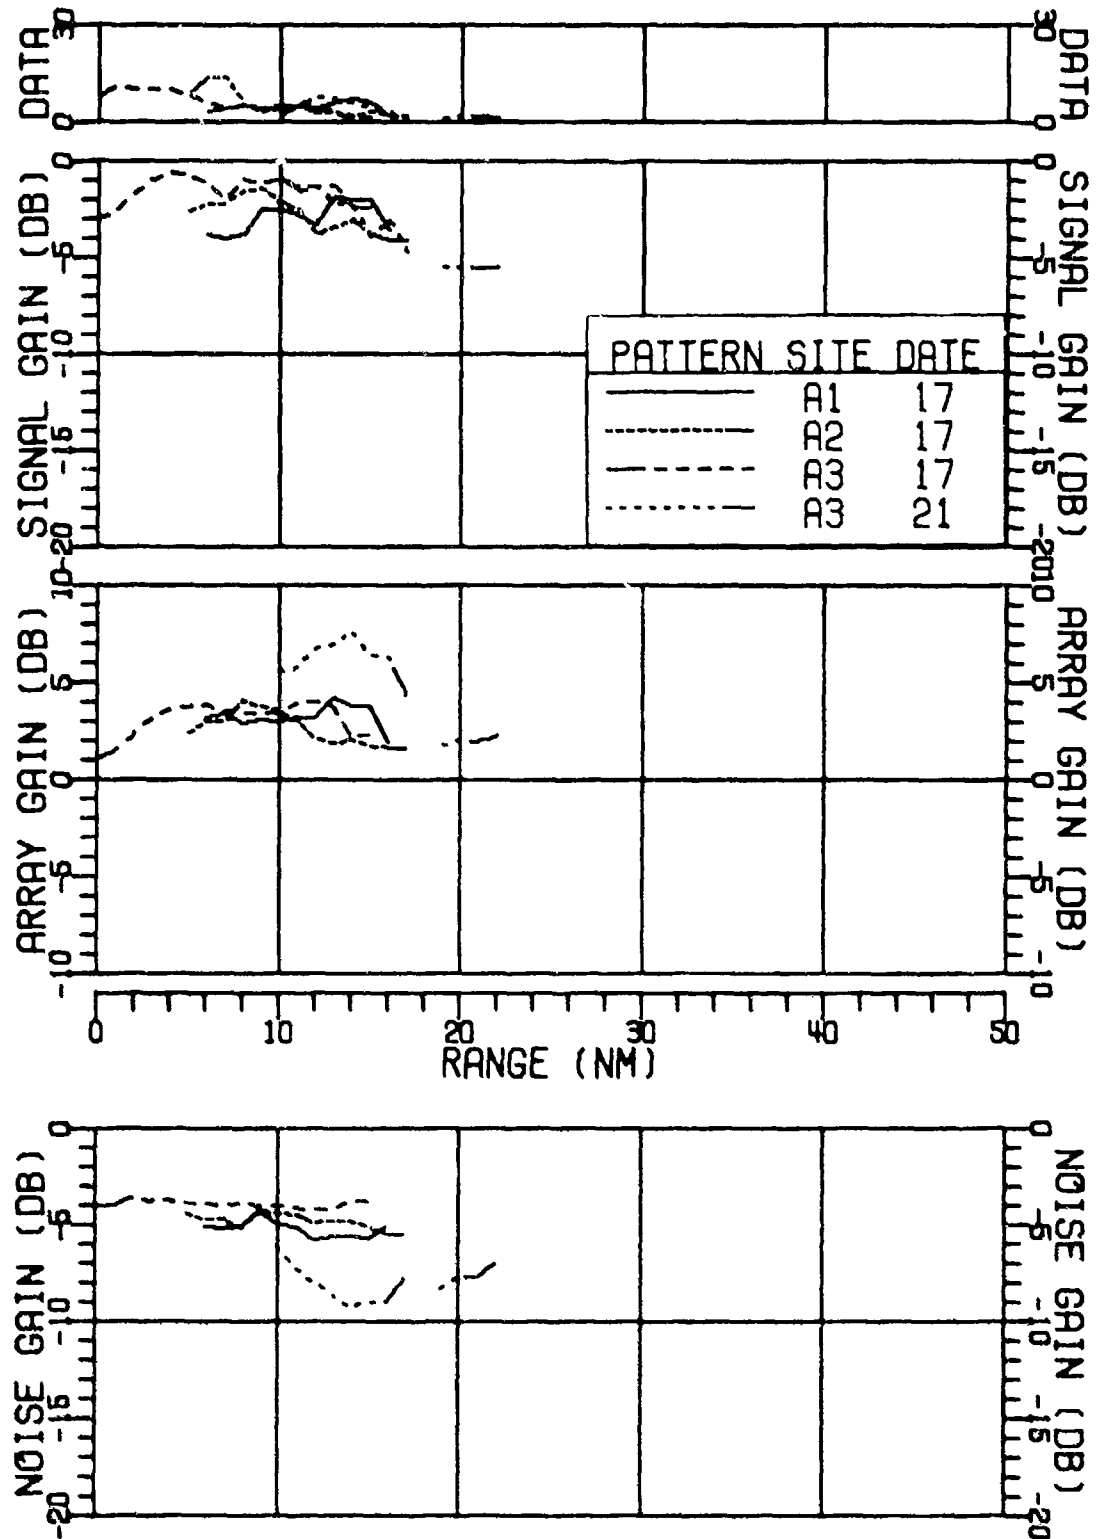 DATA
30
0
30
0
DATA
SIGNAL GAIN (DB)
0
-5
-10
-15
-20
0
-5
-10
-15
-20
SIGNAL GAIN (DB)
PATTERN SITE DATE
A1 17
A2 17
A3 17
A3 21
ARRAY GAIN (DB)
10
5
0
-5
-10
10
5
0
-5
-10
ARRAY GAIN (DB)
0 10 20 30 40 50
RANGE (NM)
NOISE GAIN (DB)
0
-5
-10
-15
-20
0
-5
-10
-15
-20
NOISE GAIN (DB)